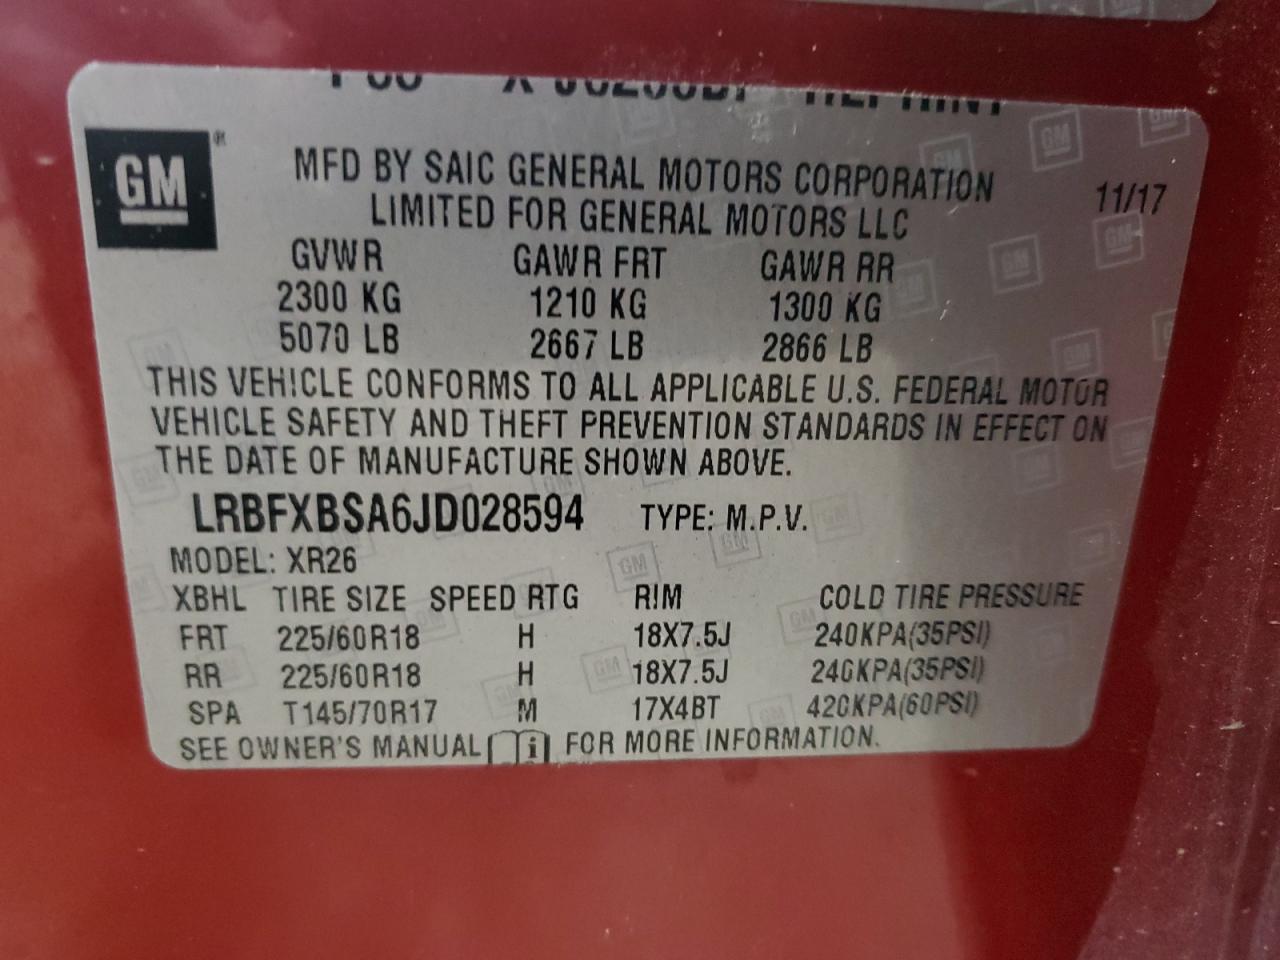 GM
MFD BY SAIC GENERAL MOTORS CORPORATION
LIMITED FOR GENERAL MOTORS LLC
11/17
GVWR GAWR FRT GAWR RR
2300 KG 1210 KG 1300 KG
5070 LB 2667 LB 2866 LB
THIS VEHICLE CONFORMS TO ALL APPLICABLE U.S. FEDERAL MOTOR
VEHICLE SAFETY AND THEFT PREVENTION STANDARDS IN EFFECT ON
THE DATE OF MANUFACTURE SHOWN ABOVE.
LRBFXBSA6JD028594 TYPE: M.P.V.
MODEL: XR26
XBHL TIRE SIZE SPEED RTG RIM COLD TIRE PRESSURE
FRT 225/60R18 H 18X7.5J 240KPA(35PSI)
RR 225/60R18 H 18X7.5J 240KPA(35PSI)
SPA T145/70R17 M 17X4BT 420KPA(60PSI)
SEE OWNER'S MANUAL i FOR MORE INFORMATION.